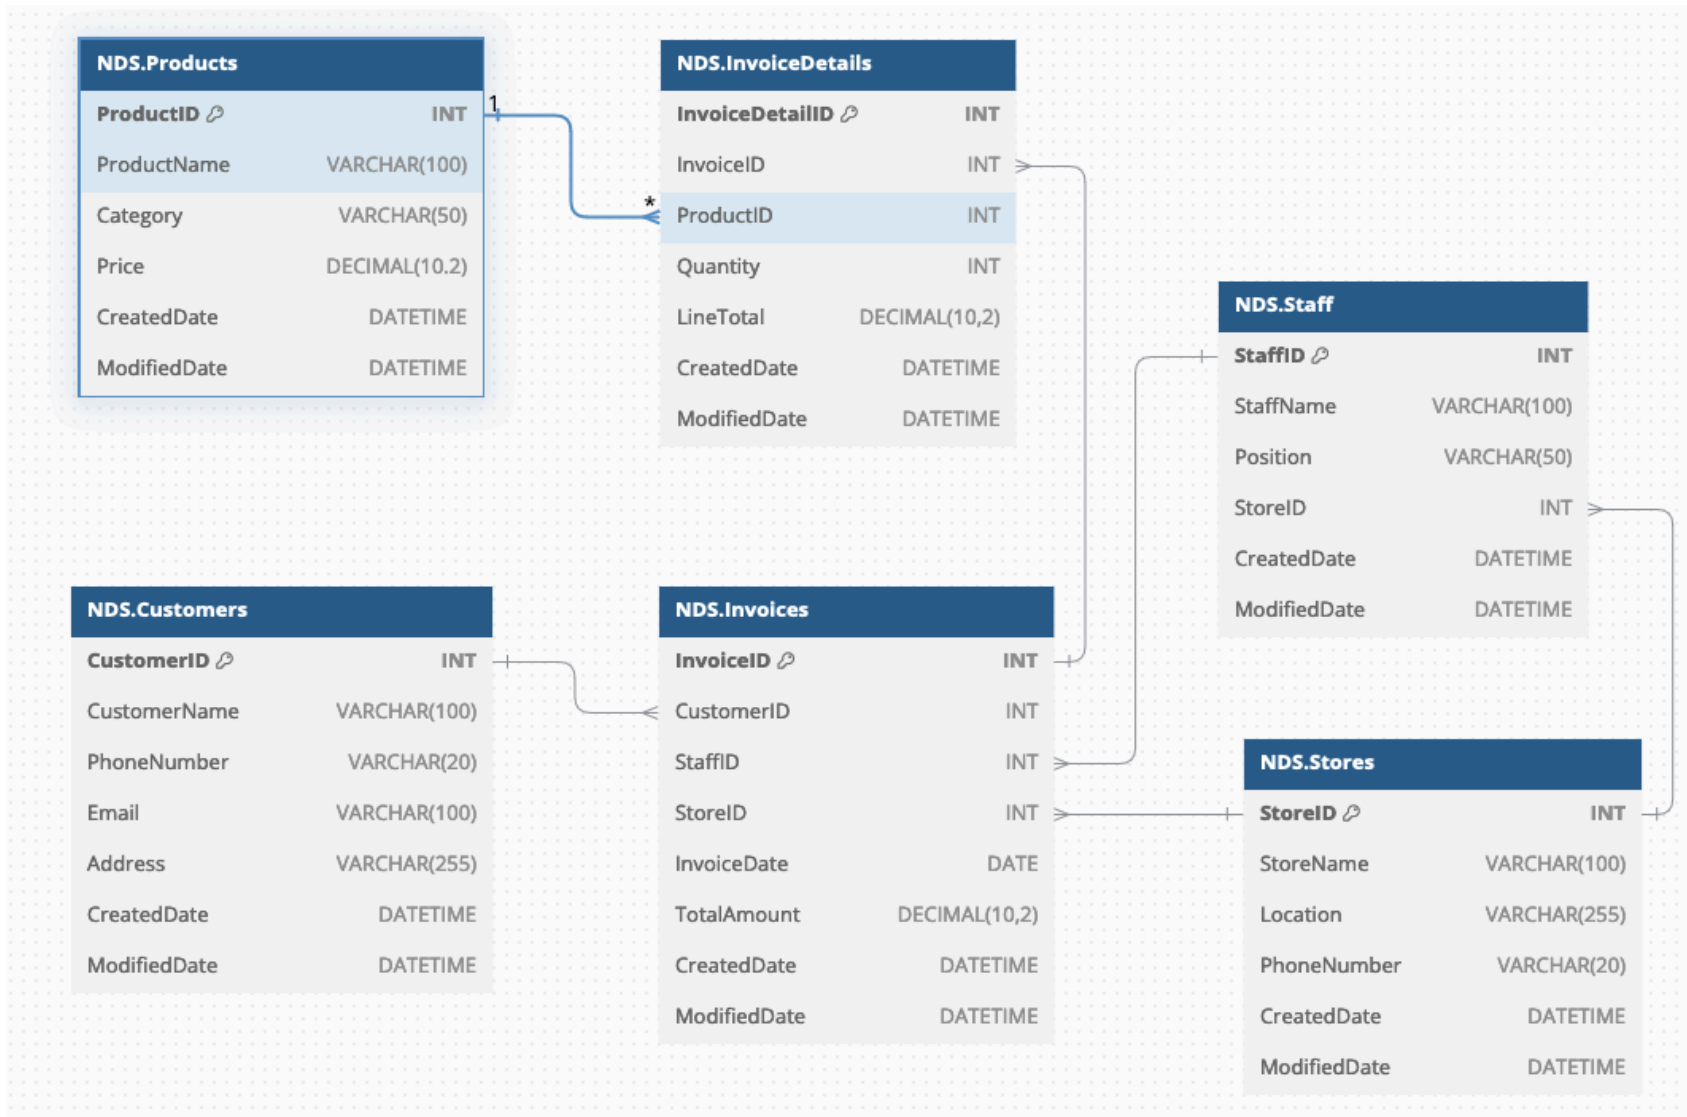 NDS.Products
ProductID INT
ProductName VARCHAR(100)
Category VARCHAR(50)
Price DECIMAL(10.2)
CreatedDate DATETIME
ModifiedDate DATETIME
1
*
NDS.InvoiceDetails
InvoiceDetailID INT
InvoiceID INT
ProductID INT
Quantity INT
LineTotal DECIMAL(10,2)
CreatedDate DATETIME
ModifiedDate DATETIME
NDS.Staff
StaffID INT
StaffName VARCHAR(100)
Position VARCHAR(50)
StoreID INT
CreatedDate DATETIME
ModifiedDate DATETIME
NDS.Customers
CustomerID INT
CustomerName VARCHAR(100)
PhoneNumber VARCHAR(20)
Email VARCHAR(100)
Address VARCHAR(255)
CreatedDate DATETIME
ModifiedDate DATETIME
NDS.Invoices
InvoiceID INT
CustomerID INT
StaffID INT
StoreID INT
InvoiceDate DATE
TotalAmount DECIMAL(10,2)
CreatedDate DATETIME
ModifiedDate DATETIME
NDS.Stores
StoreID INT
StoreName VARCHAR(100)
Location VARCHAR(255)
PhoneNumber VARCHAR(20)
CreatedDate DATETIME
ModifiedDate DATETIME